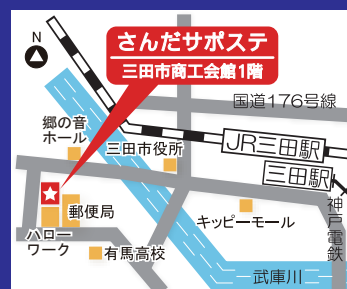 N
さんだサポステ
三田市商工会館1階
国道176号線
郷の音
ホール
三田市役所
JR三田駅
三田駅
神戸電鉄
郵便局
キッピーモール
ハロー
ワーク
有馬高校
武庫川